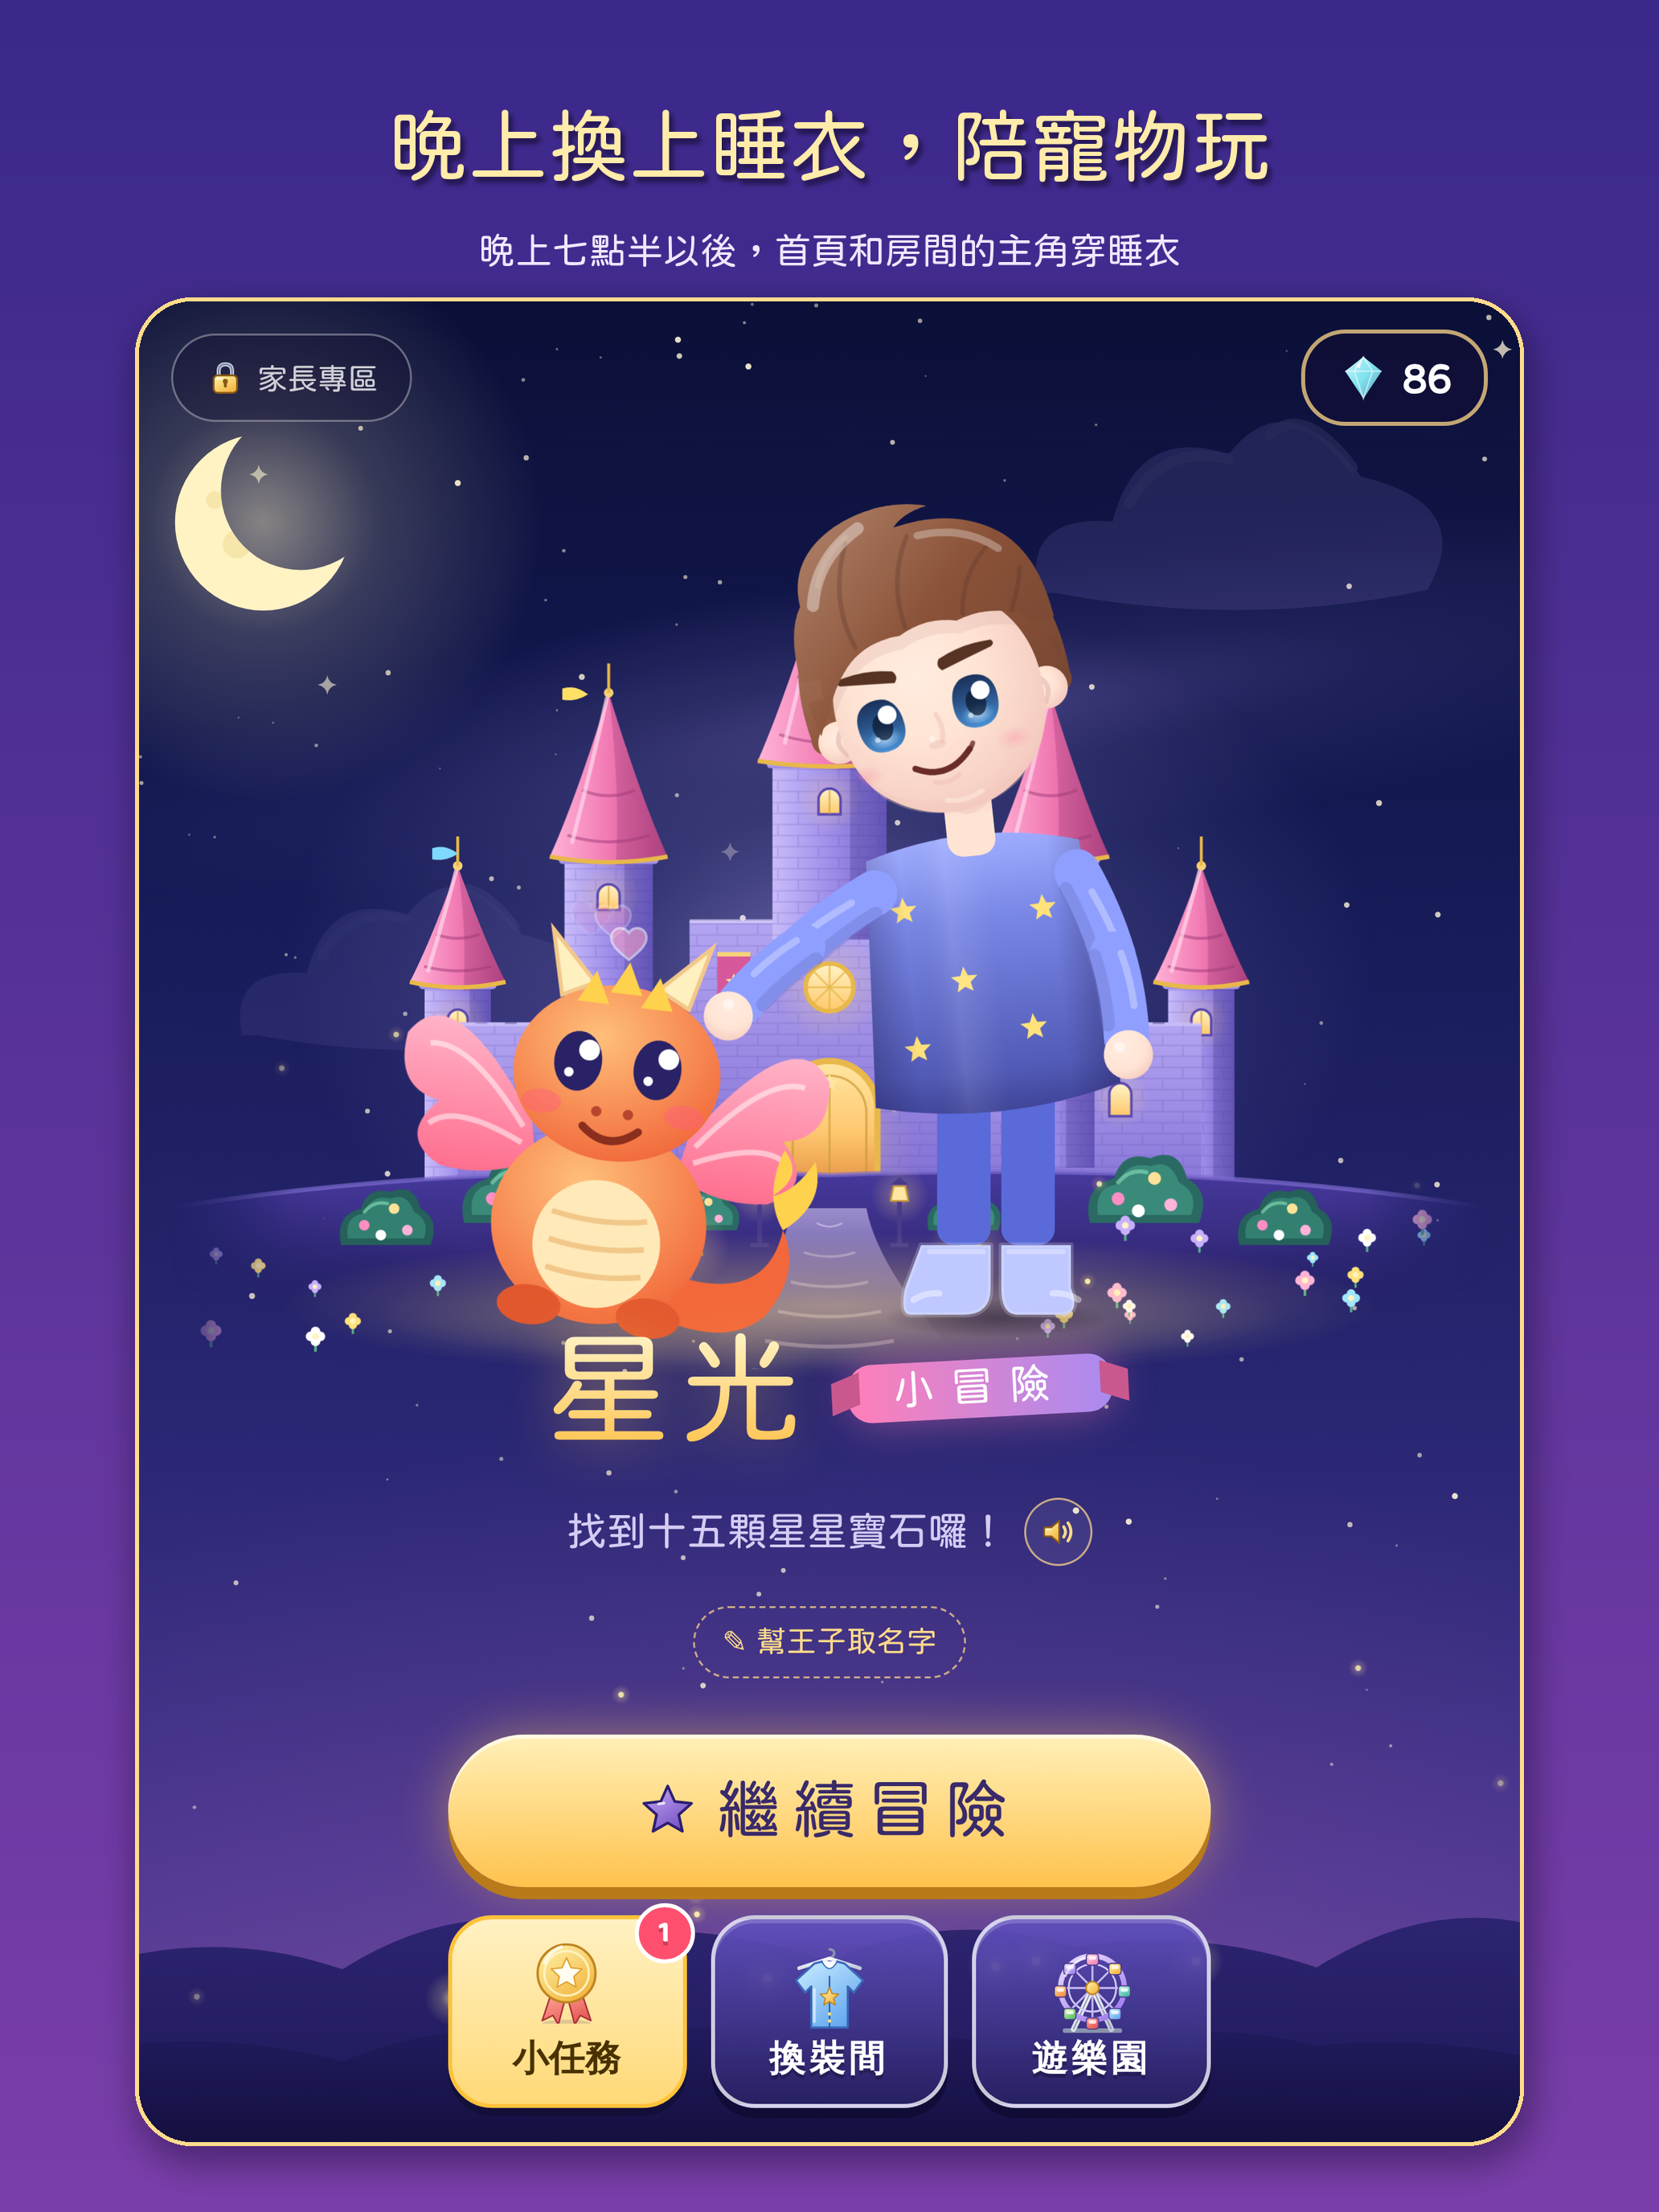 晚上換上睡衣，陪寵物玩
晚上七點半以後，首頁和房間的主角穿睡衣
家長專區
86
星光
小冒險
找到十五顆星星寶石囉！
幫王子取名字
繼續冒險
1
小任務
換裝間
遊樂園